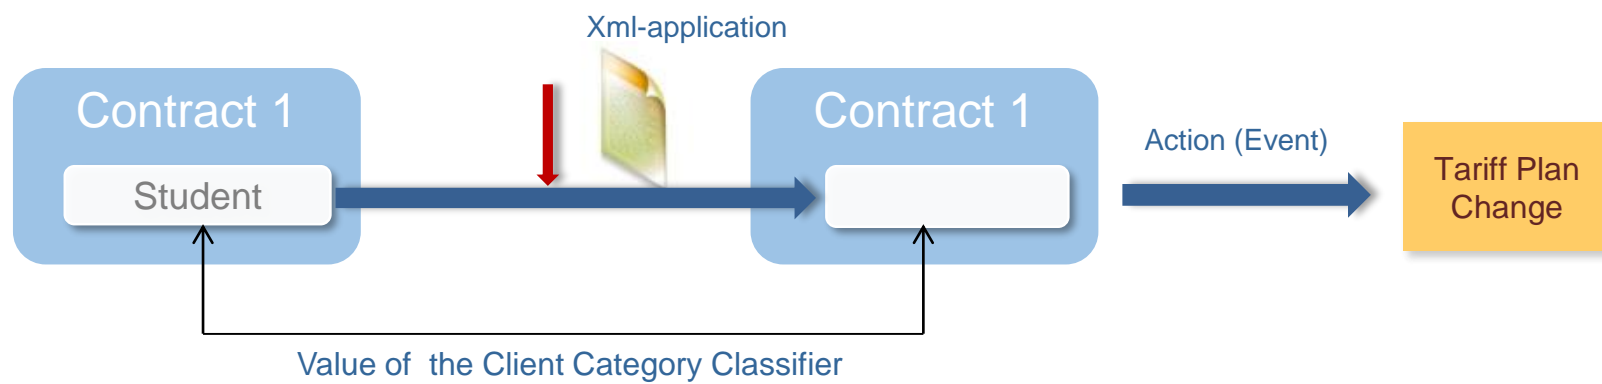 Xml-application
Contract 1
Contract 1
Action (Event)
Student
Tariff Plan
Change
Value of the Client Category Classifier